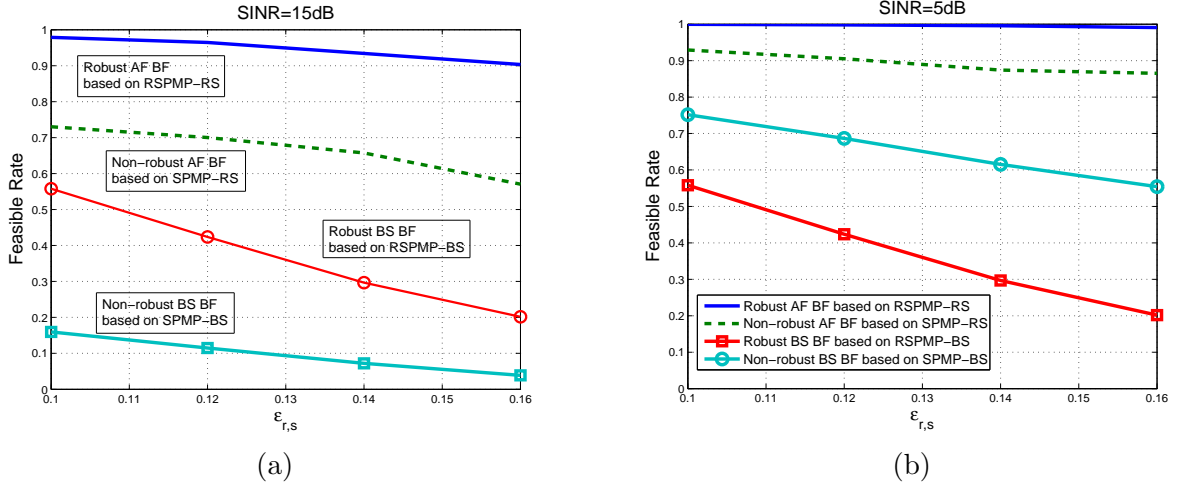 SINR=15dB
1
0.9
0.8
0.7
0.6
0.5
0.4
0.3
0.2
0.1
0
Feasible Rate
Robust AF BF
based on RSPMP−RS
Non−robust AF BF
based on SPMP−RS
Robust BS BF
based on RSPMP−BS
Non−robust BS BF
based on SPMP−BS
0.1 0.11 0.12 0.13 0.14 0.15 0.16
εr,s
(a)
SINR=5dB
1
0.9
0.8
0.7
0.6
0.5
0.4
0.3
0.2
0.1
0
Feasible Rate
Robust AF BF based on RSPMP−RS
Non−robust AF BF based on SPMP−RS
Robust BS BF based on RSPMP−BS
Non−robust BS BF based on SPMP−BS
0.1 0.11 0.12 0.13 0.14 0.15 0.16
εr,s
(b)